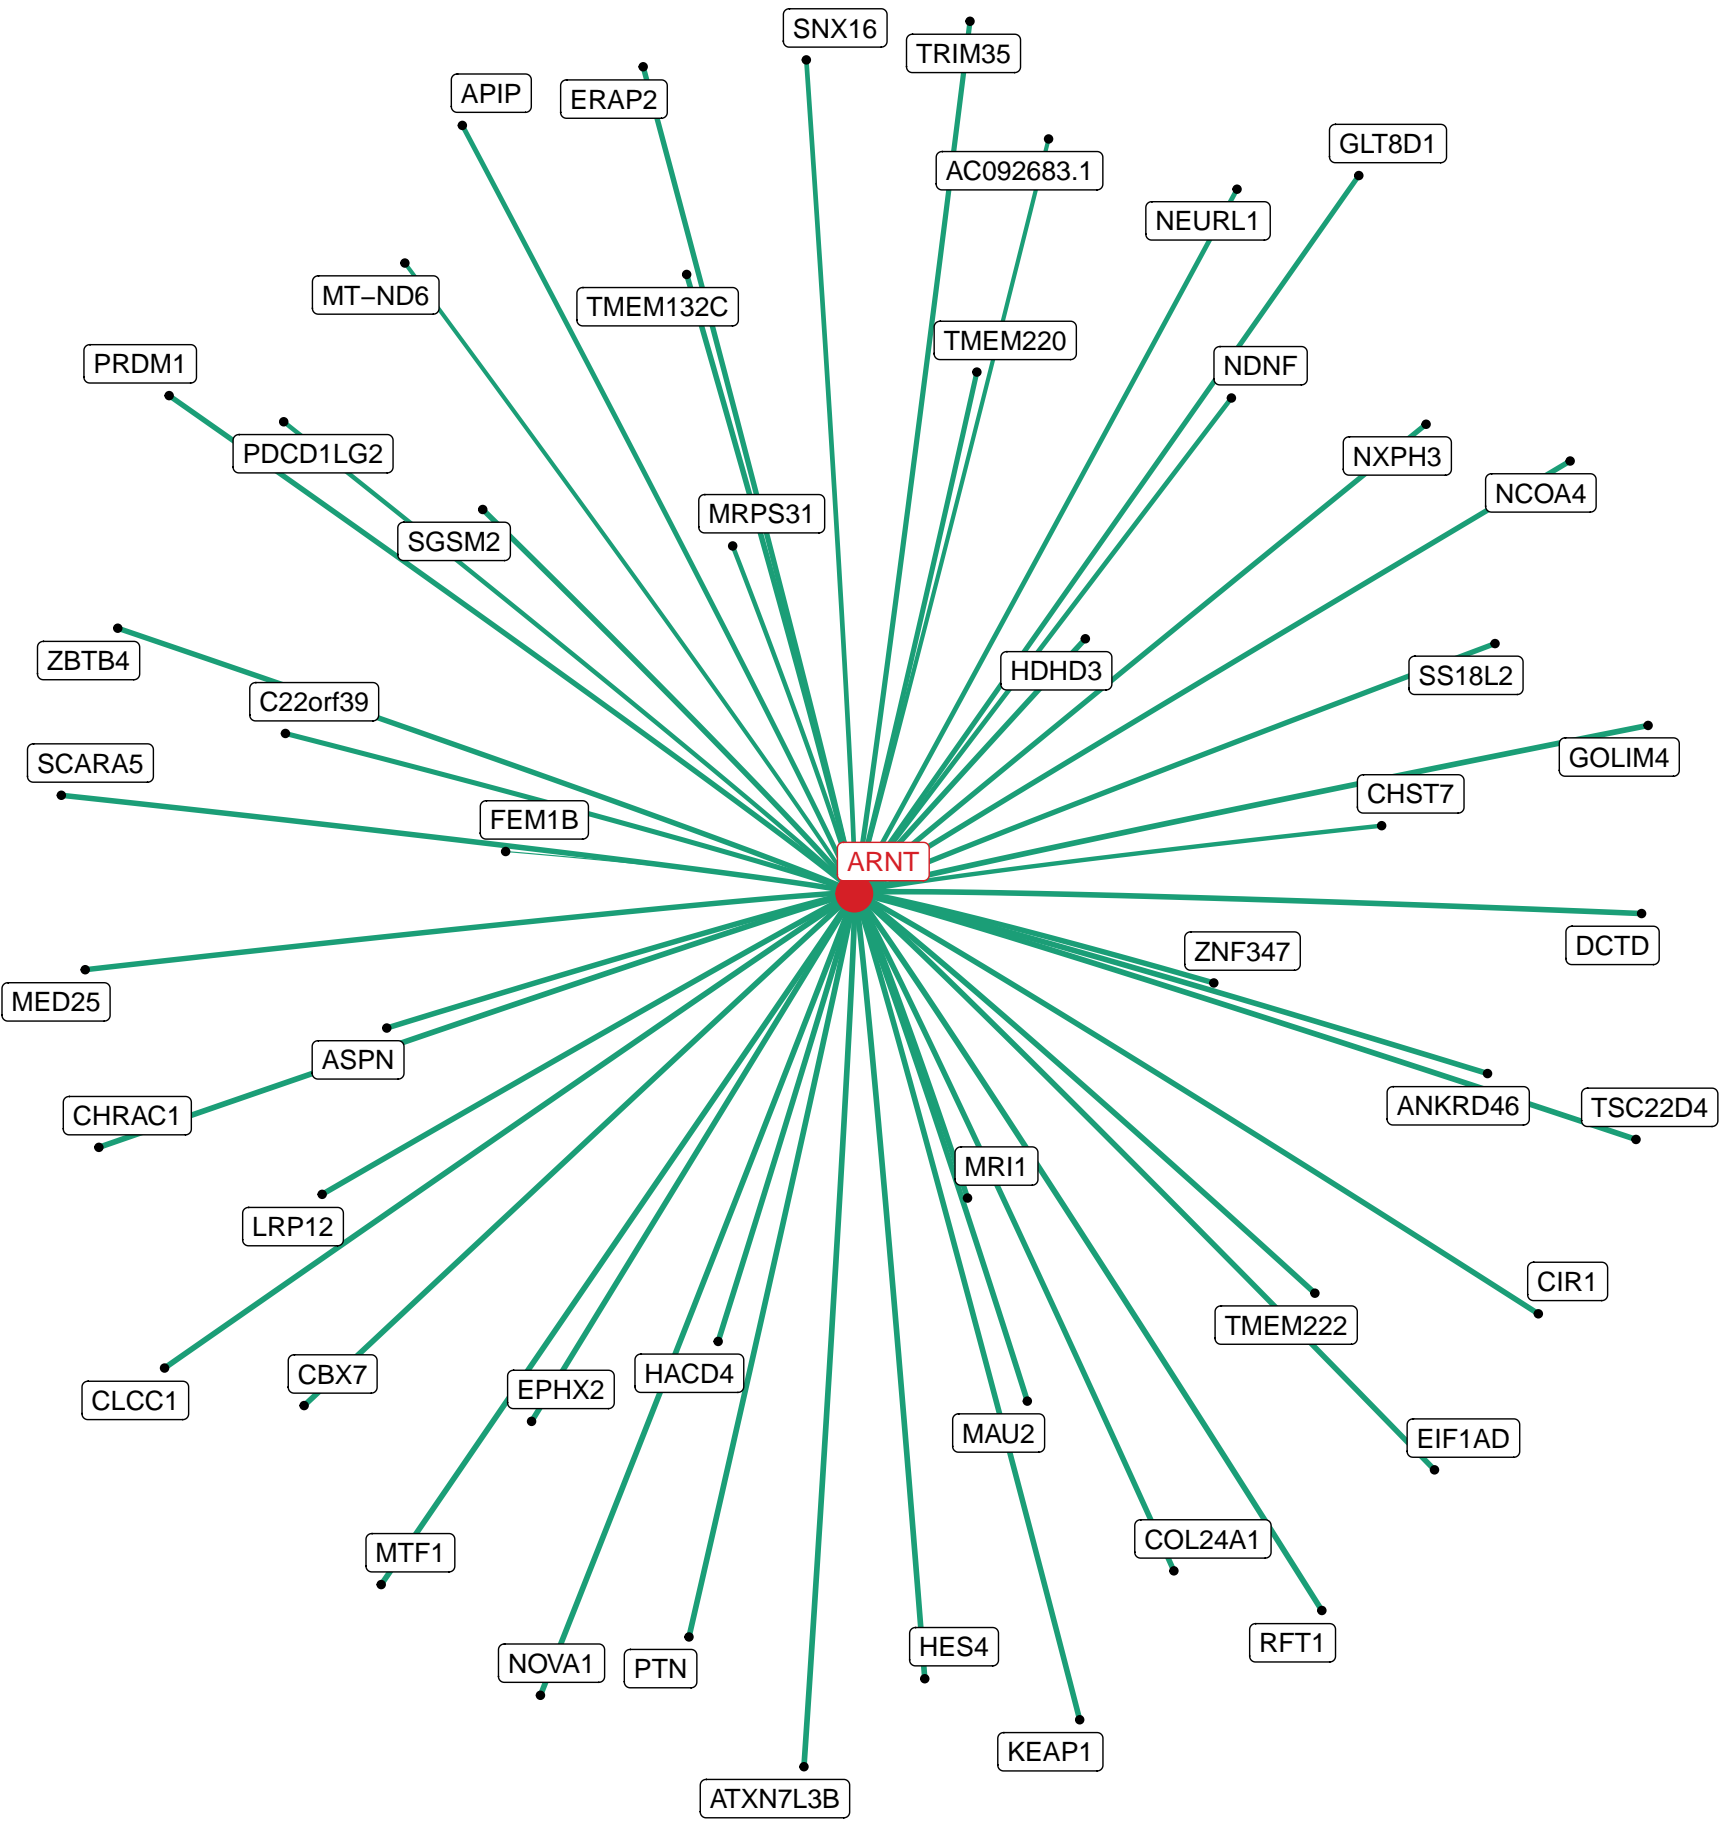 SNX16
TRIM35
APIP
ERAP2
GLT8D1
AC092683.1
NEURL1
MT−ND6
TMEM132C
TMEM220
PRDM1
NDNF
PDCD1LG2
NXPH3
NCOA4
MRPS31
SGSM2
ZBTB4
HDHD3
SS18L2
C22orf39
SCARA5
GOLIM4
CHST7
FEM1B
ARNT
DCTD
ZNF347
MED25
ASPN
ANKRD46
TSC22D4
CHRAC1
MRI1
LRP12
CIR1
TMEM222
CBX7
HACD4
EPHX2
CLCC1
MAU2
EIF1AD
COL24A1
MTF1
RFT1
HES4
NOVA1
PTN
KEAP1
ATXN7L3B